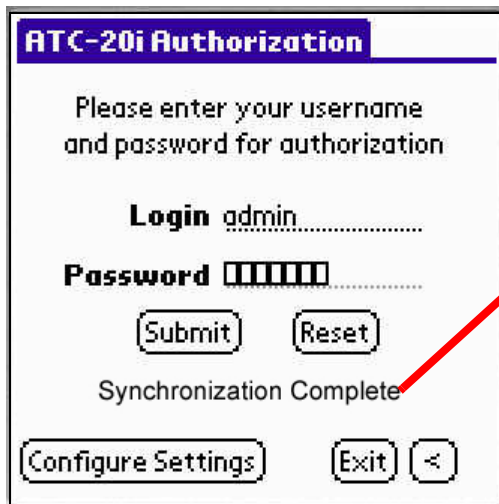 ATC-20i Authorization
Please enter your username
and password for authorization
Login admin
Password
Submit Reset
Synchronization Complete
Configure Settings Exit <